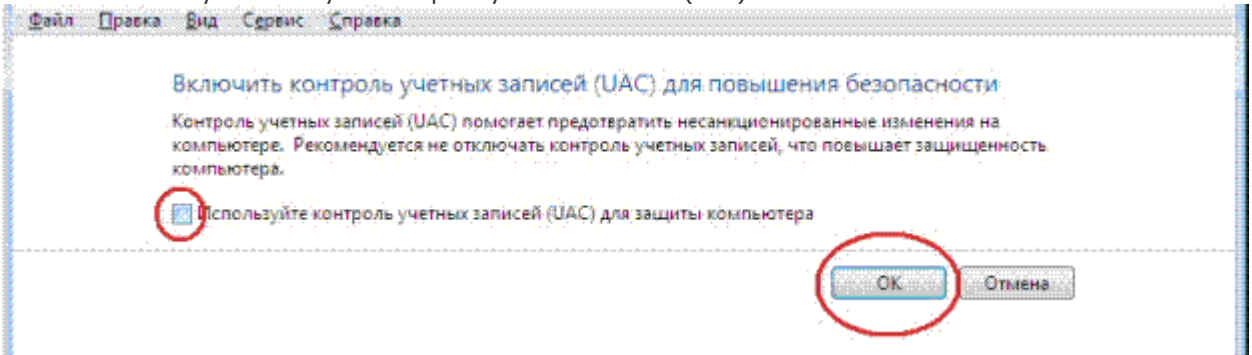 Файл Правка Вид Сервис Справка
Включить контроль учетных записей (UAC) для повышения безопасности
Контроль учетных записей (UAC) помогает предотвратить несанкционированные изменения на
компьютере. Рекомендуется не отключать контроль учетных записей, что повышает защищенность
компьютера.
Используйте контроль учетных записей (UAC) для защиты компьютера
ОК Отмена